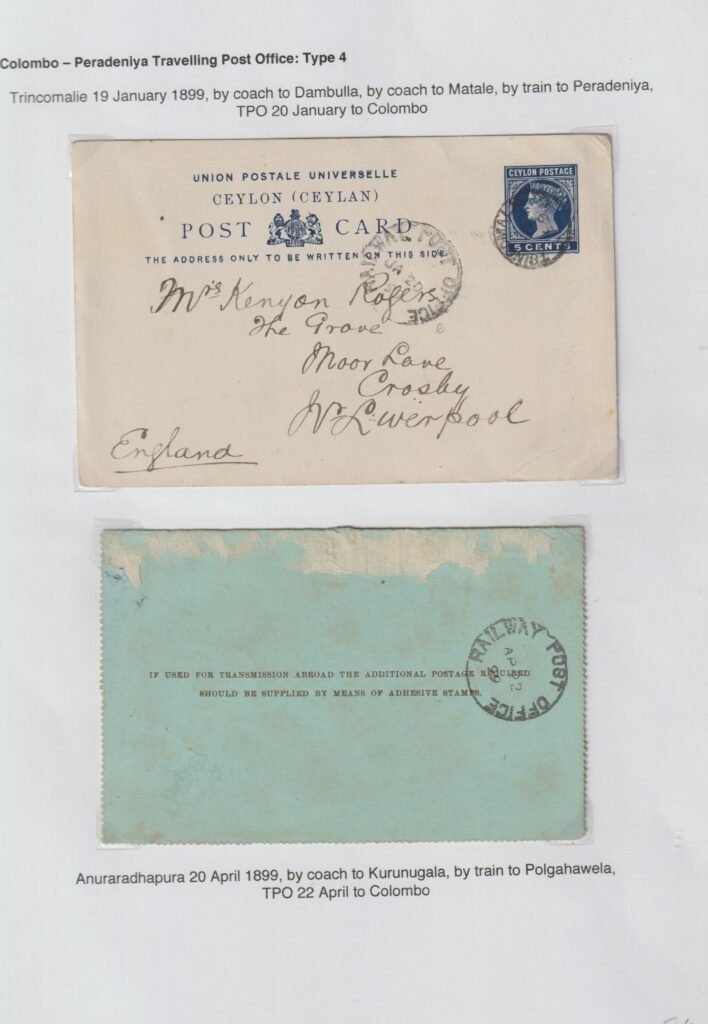 Colombo – Peradeniya Travelling Post Office: Type 4
Trincomalie 19 January 1899, by coach to Dambulla, by coach to Matale, by train to Peradeniya,
TPO 20 January to Colombo
UNION POSTALE UNIVERSELLE
CEYLON (CEYLAN)
POST CARD
THE ADDRESS ONLY TO BE WRITTEN ON THIS SIDE.
CEYLON POSTAGE
5 CENTS
RAILWAY POST OFFICE
JA 20
Mrs Kenyon Rogers
The Grove
Moor Lane
Crosby
Nr Liverpool
England
IF USED FOR TRANSMISSION ABROAD THE ADDITIONAL POSTAGE REQUIRED
SHOULD BE SUPPLIED BY MEANS OF ADHESIVE STAMPS.
RAILWAY POST OFFICE
AP 22
99
Anuraradhapura 20 April 1899, by coach to Kurunugala, by train to Polgahawela,
TPO 22 April to Colombo